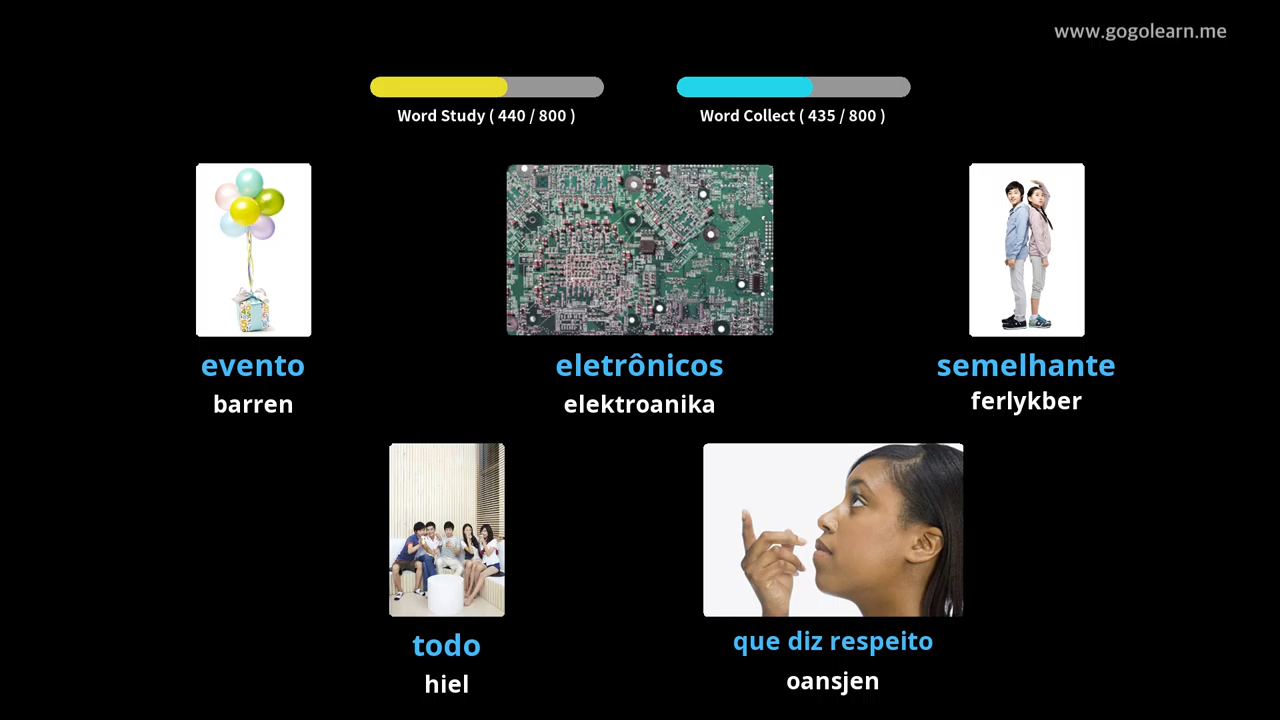 www.gogolearn.me
Word Study ( 440 / 800 )
Word Collect ( 435 / 800 )
evento
barren
eletrônicos
elektroanika
semelhante
ferlykber
todo
hiel
que diz respeito
oansjen